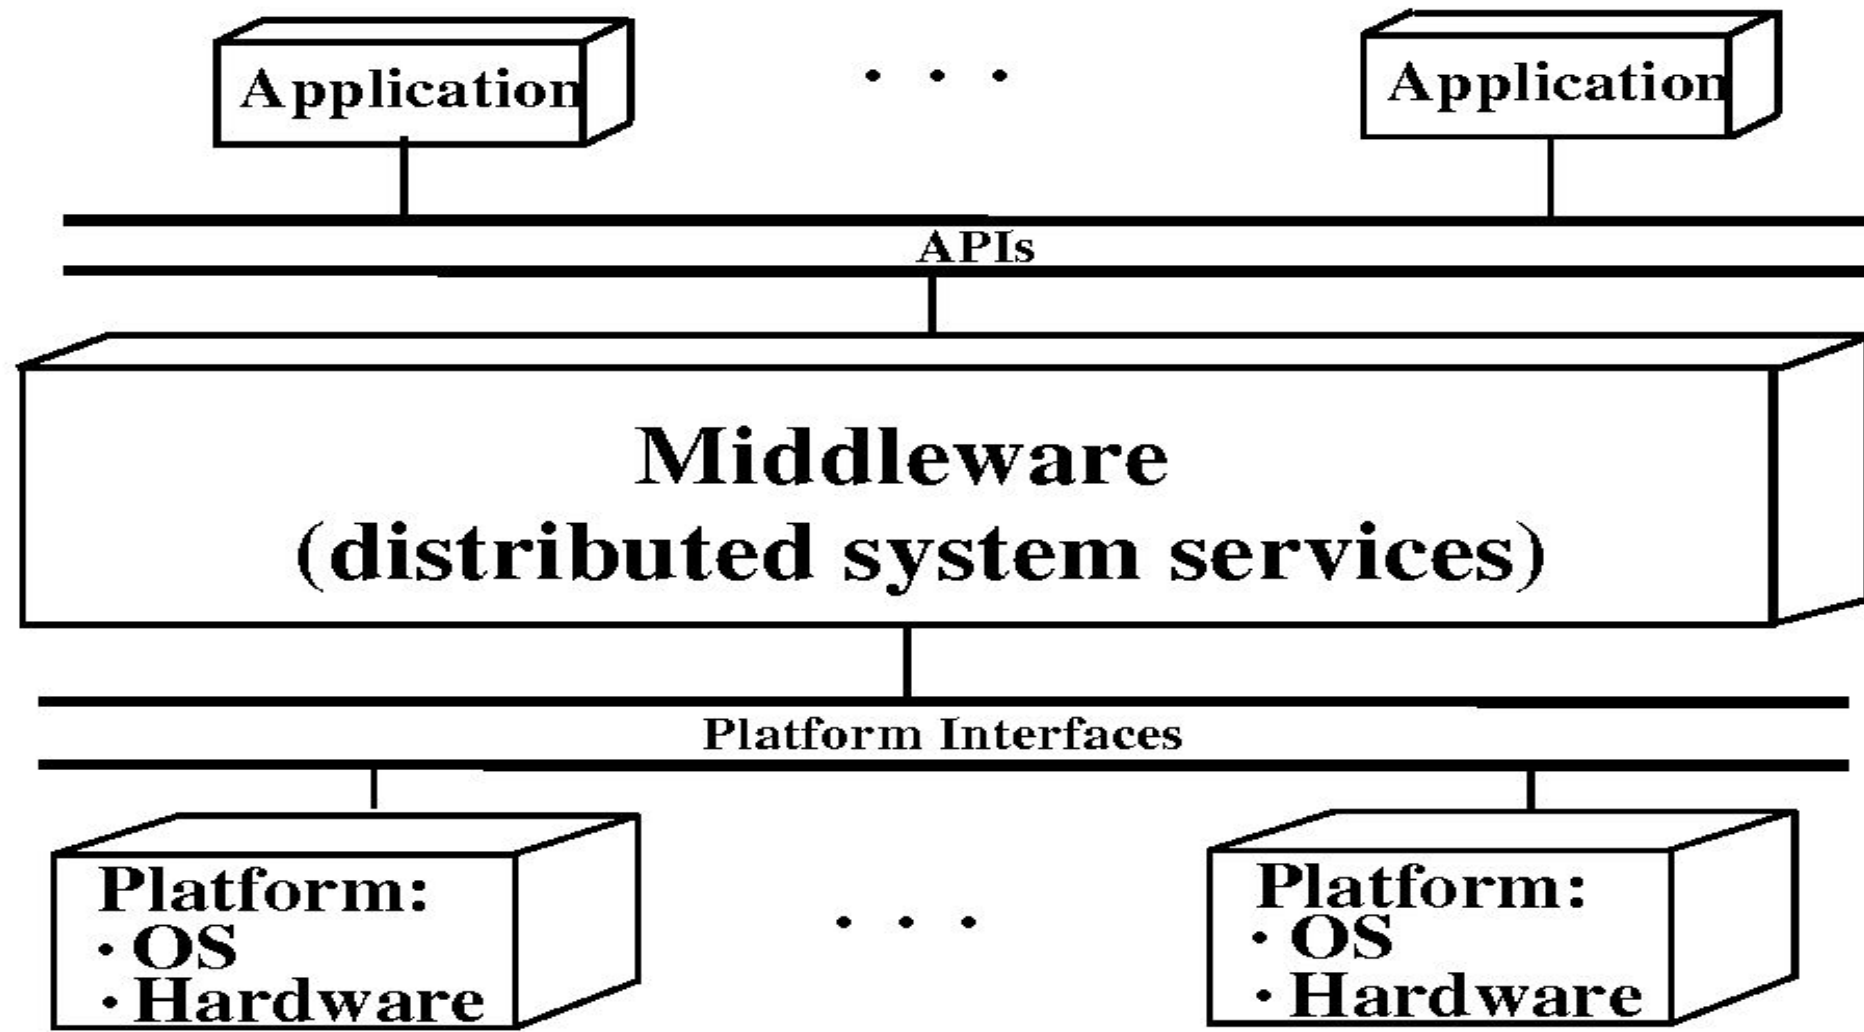 Application . . . Application
APIs
Middleware
(distributed system services)
Platform Interfaces
Platform:
· OS
· Hardware
. . .
Platform:
· OS
· Hardware